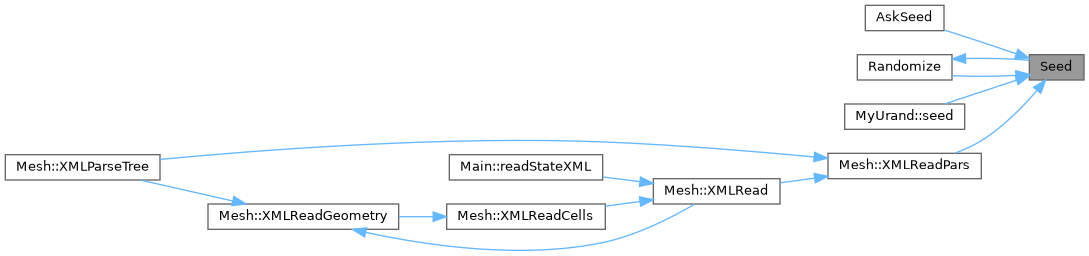 AskSeed
Randomize
Seed
MyUrand::seed
Mesh::XMLParseTree
Main::readStateXML
Mesh::XMLReadPars
Mesh::XMLRead
Mesh::XMLReadGeometry
Mesh::XMLReadCells